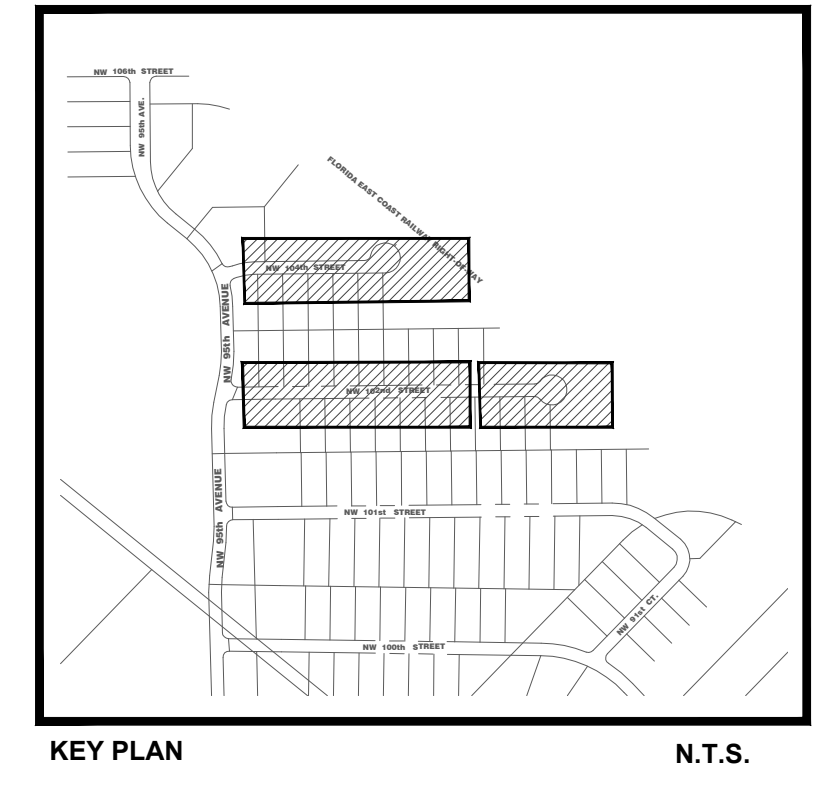 NW 106th STREET
NW 95th AVE.
FLORIDA EAST COAST RAILWAY RIGHT-OF-WAY
NW 104th STREET
NW 95th AVENUE
NW 102nd STREET
NW 95th AVENUE
NW 101st STREET
NW 91st CT.
NW 100th STREET
KEY PLAN
N.T.S.